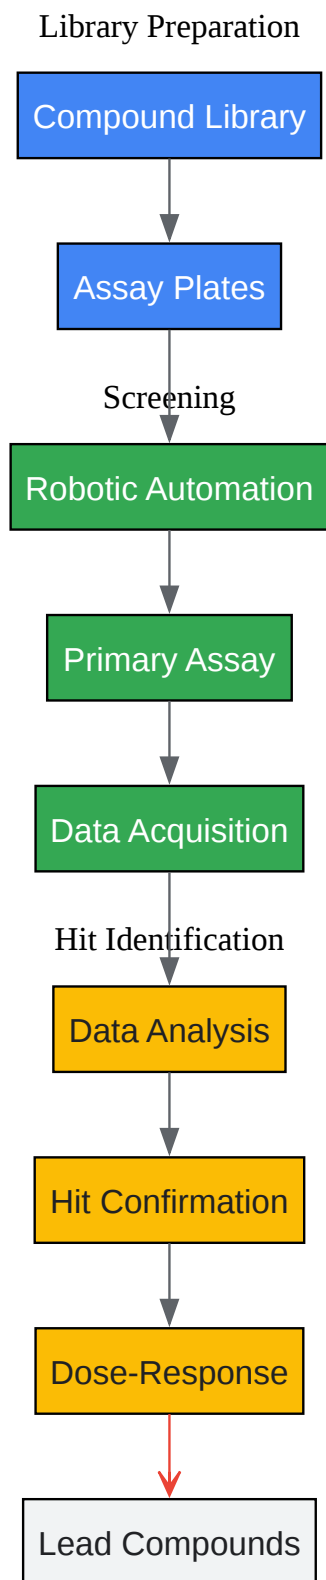 Library Preparation
Compound Library
Assay Plates
Screening
Robotic Automation
Primary Assay
Data Acquisition
Hit Identification
Data Analysis
Hit Confirmation
Dose-Response
Lead Compounds